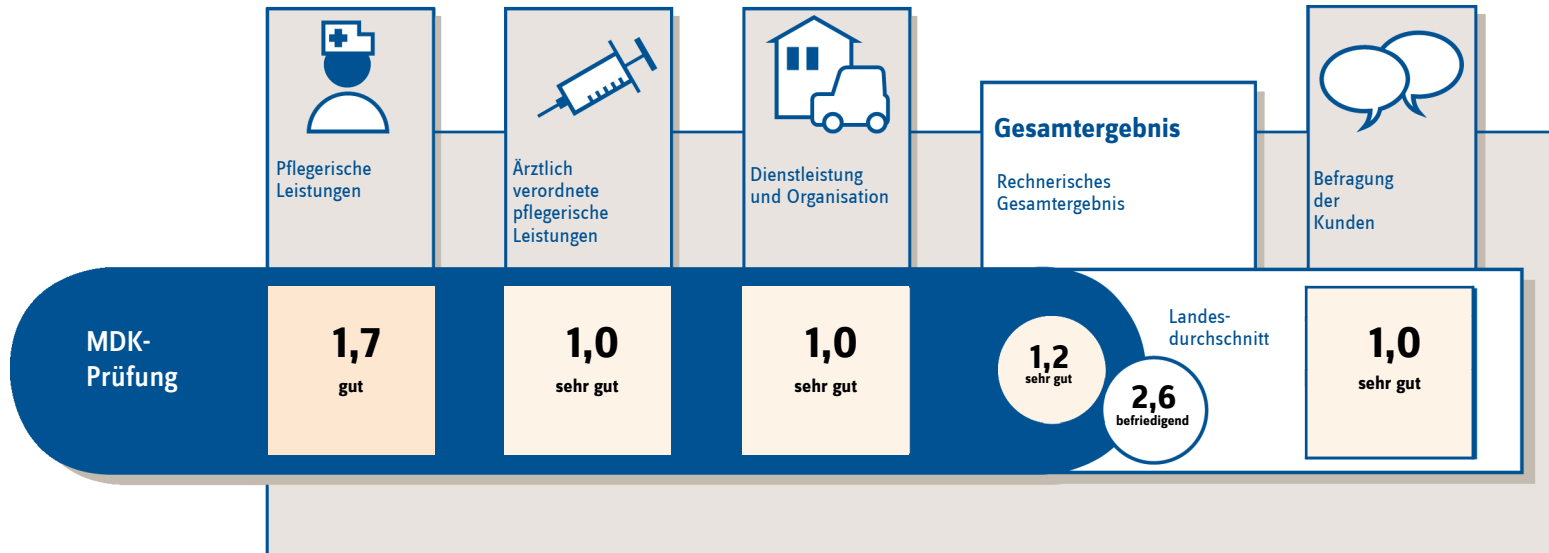 Pflegerische
Leistungen
Ärztlich
verordnete
pflegerische
Leistungen
Dienstleistung
und Organisation
Gesamtergebnis
Rechnerisches
Gesamtergebnis
Befragung
der
Kunden
MDK-
Prüfung
1,7
gut
1,0
sehr gut
1,0
sehr gut
1,2
sehr gut
Landes-
durchschnitt
2,6
befriedigend
1,0
sehr gut